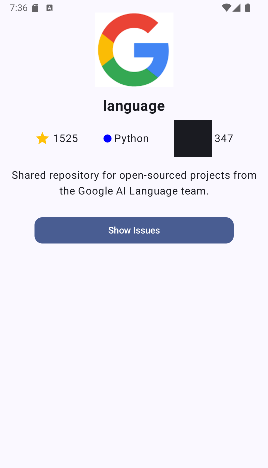 7:36
language
1525 Python 347
Shared repository for open-sourced projects from
the Google AI Language team.
Show Issues